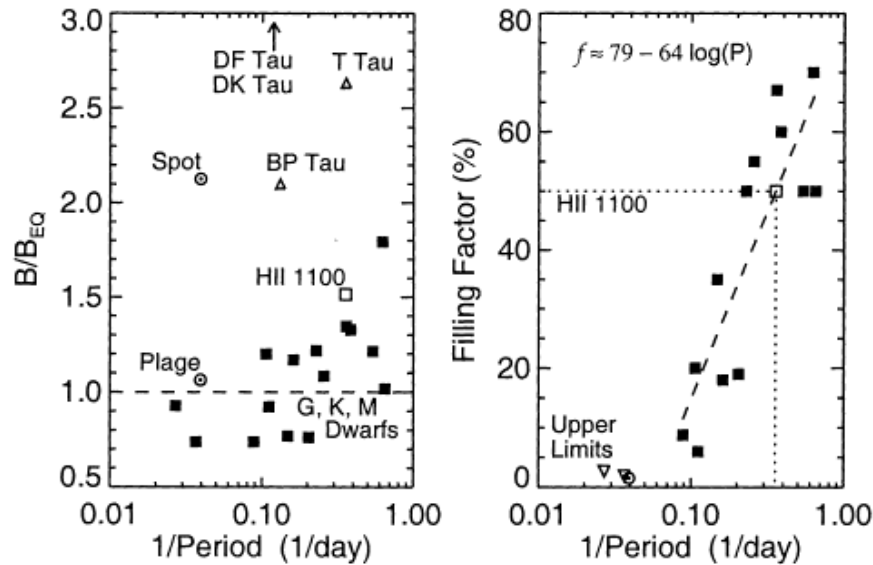 3.0
2.5
2.0
1.5
1.0
0.5
B/B_EQ
DF Tau
DK Tau
T Tau
Spot
BP Tau
HII 1100
Plage
G, K, M
Dwarfs
0.01 0.10 1.00
1/Period (1/day)
80
60
40
20
0
Filling Factor (%)
f ≈ 79 − 64 log(P)
HII 1100
Upper
Limits
0.01 0.10 1.00
1/Period (1/day)